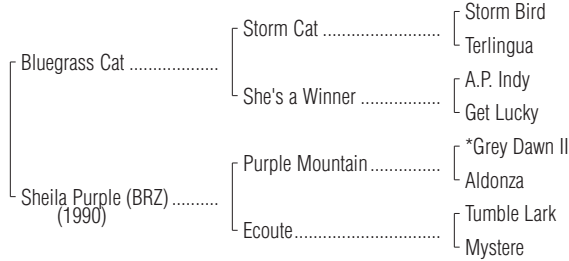 Storm Bird
Storm Cat ........................
Terlingua
Bluegrass Cat ..................
A.P. Indy
She's a Winner ................
Get Lucky
*Grey Dawn II
Purple Mountain ..............
Aldonza
Sheila Purple (BRZ) .........
(1990)
Tumble Lark
Ecoute.............................
Mystere